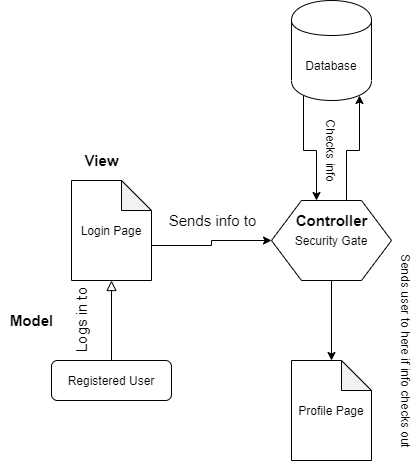 Database
Checks info
View
Login Page
Sends info to
Controller
Security Gate
Logs in to
Model
Registered User
Sends user to here if info checks out
Profile Page